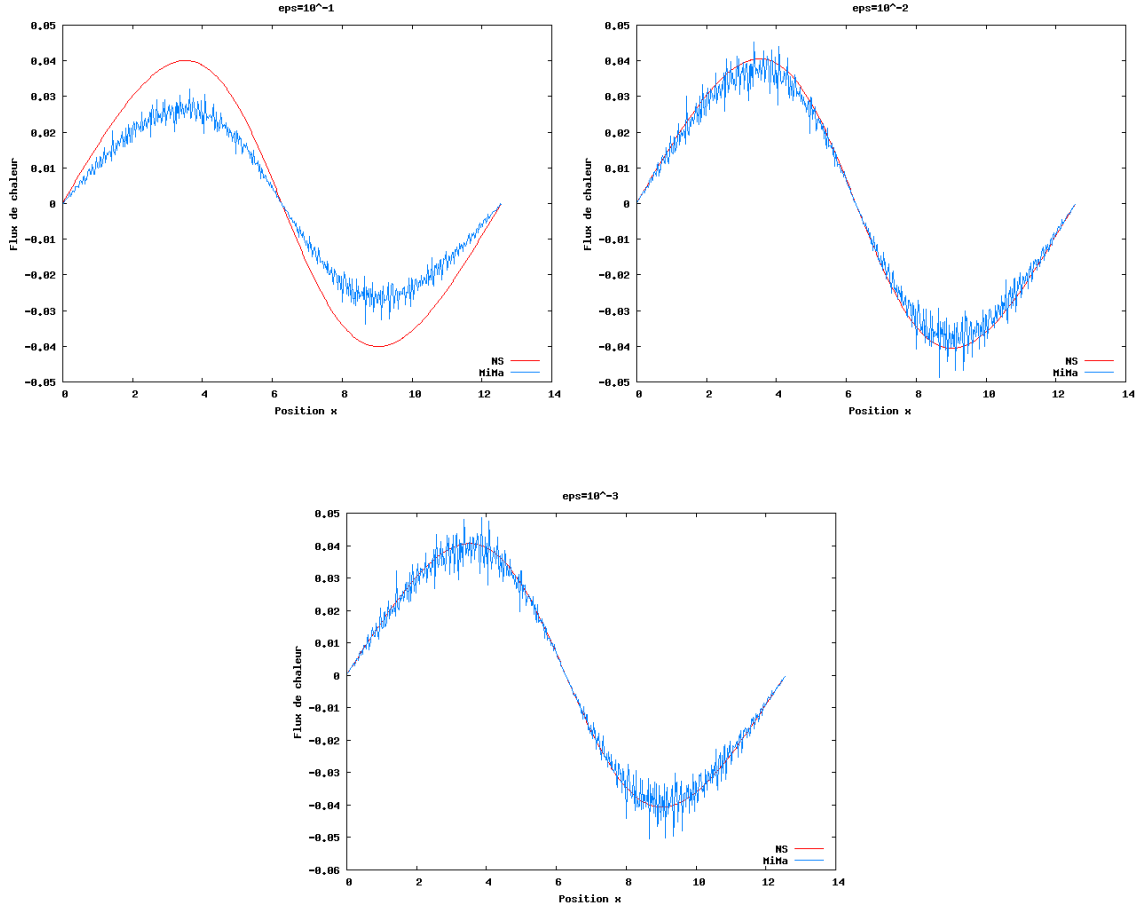 eps=10^-1
0.05
0.04
0.03
0.02
0.01
0
-0.01
-0.02
-0.03
-0.04
-0.05
0 2 4 6 8 10 12 14
Flux de chaleur
Position x
NS
MiMa
eps=10^-2
0.05
0.04
0.03
0.02
0.01
0
-0.01
-0.02
-0.03
-0.04
-0.05
0 2 4 6 8 10 12 14
Flux de chaleur
Position x
NS
MiMa
eps=10^-3
0.05
0.04
0.03
0.02
0.01
0
-0.01
-0.02
-0.03
-0.04
-0.05
-0.06
0 2 4 6 8 10 12 14
Flux de chaleur
Position x
NS
MiMa